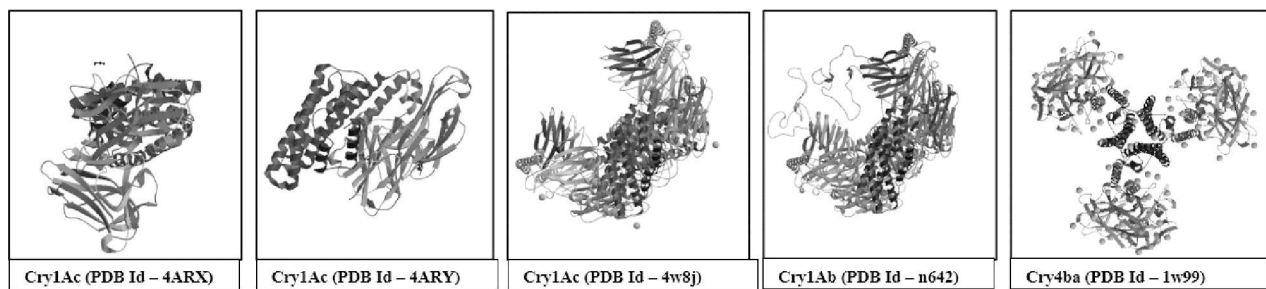 Cry1Ac (PDB Id – 4ARX)
Cry1Ac (PDB Id – 4ARY)
Cry1Ac (PDB Id – 4w8j)
Cry1Ab (PDB Id – n642)
Cry4ba (PDB Id – 1w99)